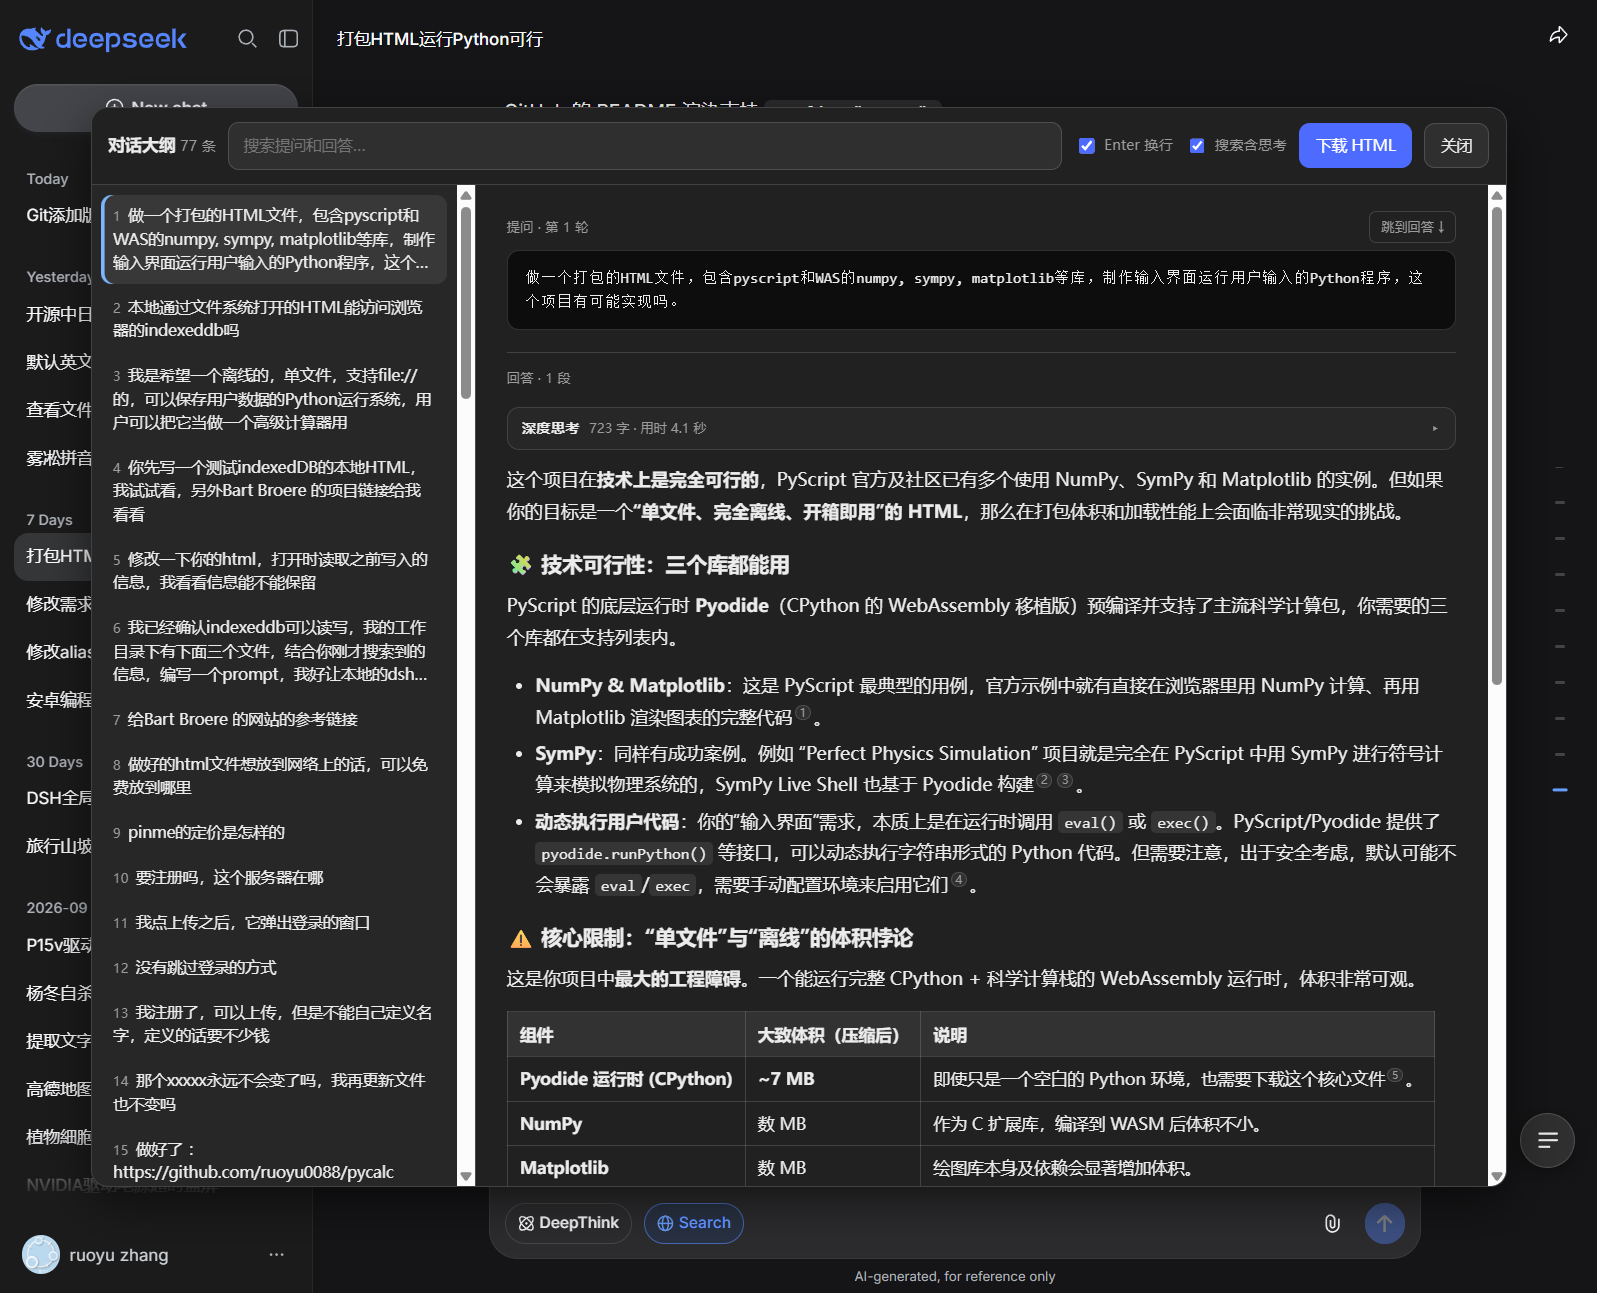 deepseek
打包HTML运行Python可行
New chat
Today
Git添加
Yesterday
开源中日
默认英文
查看文件
雾凇拼音
7 Days
打包HTM
修改需求
修改alias
安卓编程
30 Days
DSH全局
旅行山坡
2026-09
P15v驱动
杨冬自杀
提取文字
高德地图
植物細胞
ruoyu zhang
对话大纲 77 条
搜索提问和回答...
Enter 换行
搜索含思考
下载 HTML
关闭
1 做一个打包的HTML文件，包含pyscript和
WAS的numpy, sympy, matplotlib等库，制作
输入界面运行用户输入的Python程序，这个...
2 本地通过文件系统打开的HTML能访问浏览
器的indexeddb吗
3 我是希望一个离线的，单文件，支持file://
的，可以保存用户数据的Python运行系统，用
户可以把它当做一个高级计算器用
4 你先写一个测试indexedDB的本地HTML，
我试试看，另外Bart Broere 的项目链接给我
看看
5 修改一下你的html，打开时读取之前写入的
信息，我看看信息能不能保留
6 我已经确认indexeddb可以读写，我的工作
目录下有下面三个文件，结合你刚才搜索到的
信息，编写一个prompt，我好让本地的dsh...
7 给Bart Broere 的网站的参考链接
8 做好的html文件想放到网络上的话，可以免
费放到哪里
9 pinme的定价是怎样的
10 要注册吗，这个服务器在哪
11 我点上传之后，它弹出登录的窗口
12 没有跳过登录的方式
13 我注册了，可以上传，但是不能自己定义名
字，定义的话要不少钱
14 那个xxxxx永远不会变了吗，我再更新文件
也不变吗
15 做好了：
https://github.com/ruoyu0088/pycalc
提问 · 第 1 轮
跳到回答↓
做一个打包的HTML文件，包含pyscript和WAS的numpy, sympy, matplotlib等库，制作输入界面运行用户输入的Python程序，这
个项目有可能实现吗。
回答 · 1 段
深度思考 723 字 · 用时 4.1 秒
这个项目在技术上是完全可行的，PyScript 官方及社区已有多个使用 NumPy、SymPy 和 Matplotlib 的实例。但如果
你的目标是一个“单文件、完全离线、开箱即用”的 HTML，那么在打包体积和加载性能上会面临非常现实的挑战。
🧩 技术可行性：三个库都能用
PyScript 的底层运行时 Pyodide（CPython 的 WebAssembly 移植版）预编译并支持了主流科学计算包，你需要的三
个库都在支持列表内。
• NumPy & Matplotlib：这是 PyScript 最典型的用例，官方示例中就有直接在浏览器里用 NumPy 计算、再用
Matplotlib 渲染图表的完整代码 1 。
• SymPy：同样有成功案例。例如 “Perfect Physics Simulation” 项目就是完全在 PyScript 中用 SymPy 进行符号计
算来模拟物理系统的，SymPy Live Shell 也基于 Pyodide 构建 2 3 。
• 动态执行用户代码：你的“输入界面”需求，本质上是在运行时调用 eval() 或 exec()。PyScript/Pyodide 提供了
pyodide.runPython() 等接口，可以动态执行字符串形式的 Python 代码。但需要注意，出于安全考虑，默认可能不
会暴露 eval / exec ，需要手动配置环境来启用它们 4 。
⚠️ 核心限制：“单文件”与“离线”的体积悖论
这是你项目中最大的工程障碍。一个能运行完整 CPython + 科学计算栈的 WebAssembly 运行时，体积非常可观。
组件 大致体积（压缩后） 说明
Pyodide 运行时 (CPython) ~7 MB 即使只是一个空白的 Python 环境，也需要下载这个核心文件 5 。
NumPy 数 MB 作为 C 扩展库，编译到 WASM 后体积不小。
Matplotlib 数 MB 绘图库本身及依赖会显著增加体积。
DeepThink
Search
AI-generated, for reference only